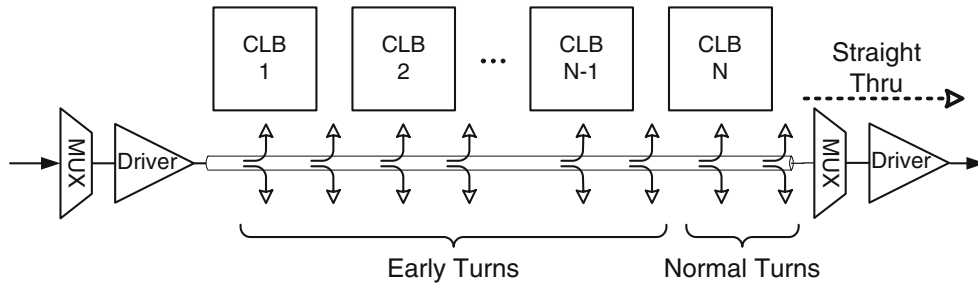 CLB
1
CLB
2
...
CLB
N-1
CLB
N
Straight
Thru
MUX
Driver
MUX
Driver
Early Turns
Normal Turns